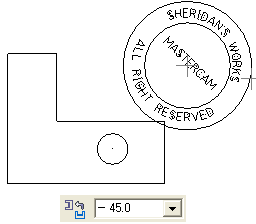 SHERIDAN'S WORKS
MASTERCAM
ALL RIGHT RESERVED
- 45.0